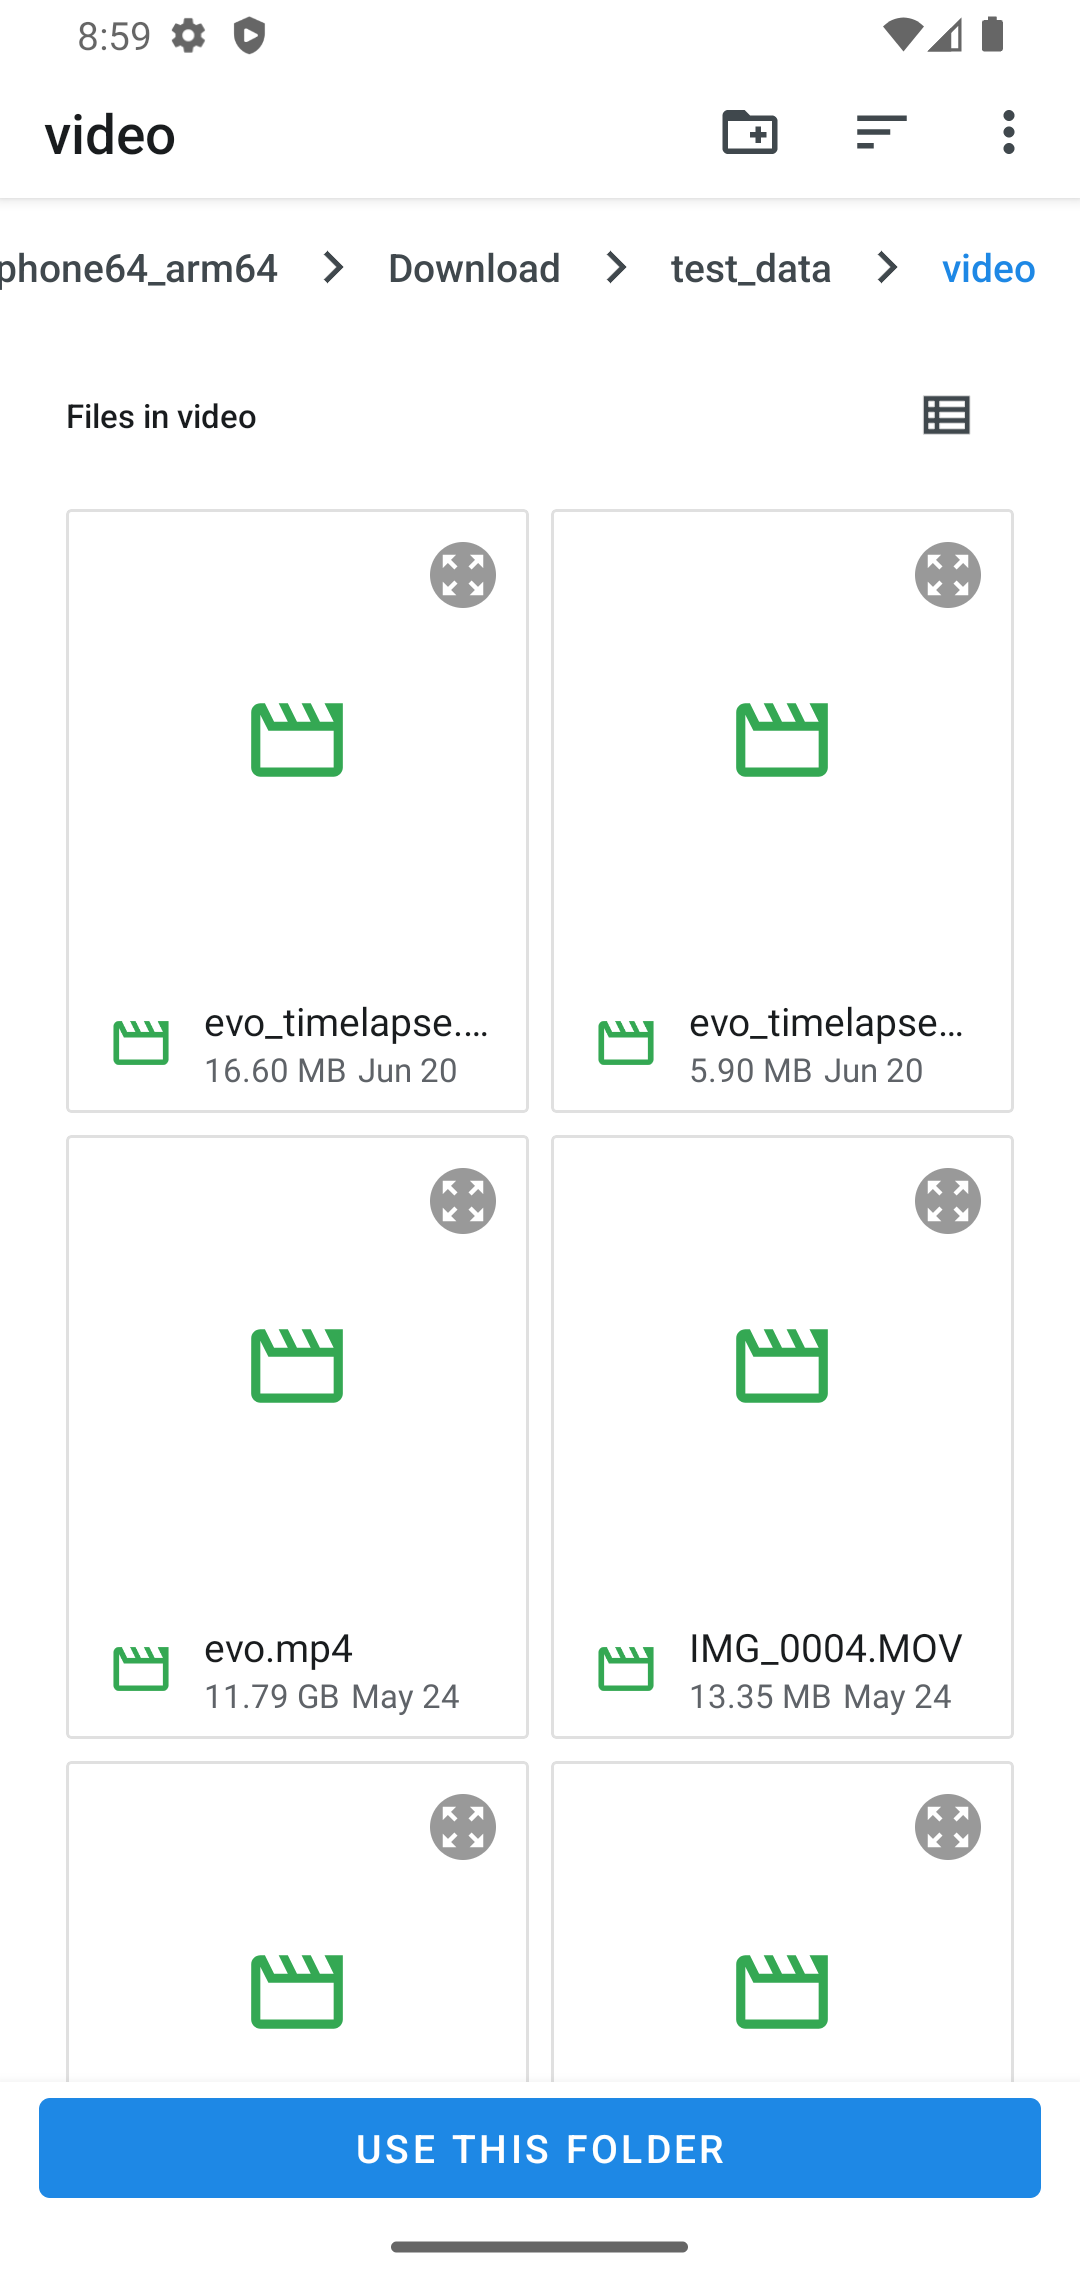 8:59
video
phone64_arm64 > Download > test_data > video
Files in video
evo_timelapse.…
16.60 MB Jun 20
evo_timelapse…
5.90 MB Jun 20
evo.mp4
11.79 GB May 24
IMG_0004.MOV
13.35 MB May 24
USE THIS FOLDER